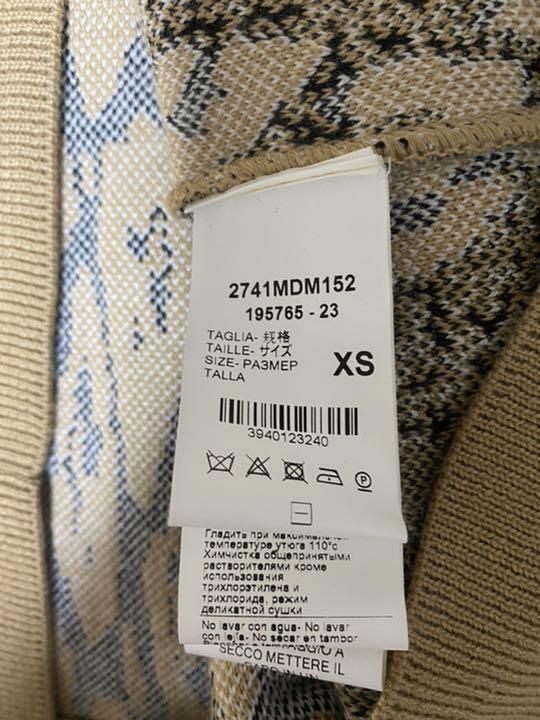 2741MDM152
195765 - 23
TAGLIA- 规格
TAILLE- サイズ
SIZE- РАЗМЕР
TALLA
XS
3940123240
P
Гладить при максимальной
температуре утюга 110°с
Химчистка общепринятыми
растворителями кроме
использования
трихлорэтилена и
трихлорида, режим
деликатной сушки
No lavar con agua- No lavar
con lejia- No secar en tambor
SECCO METTERE IL